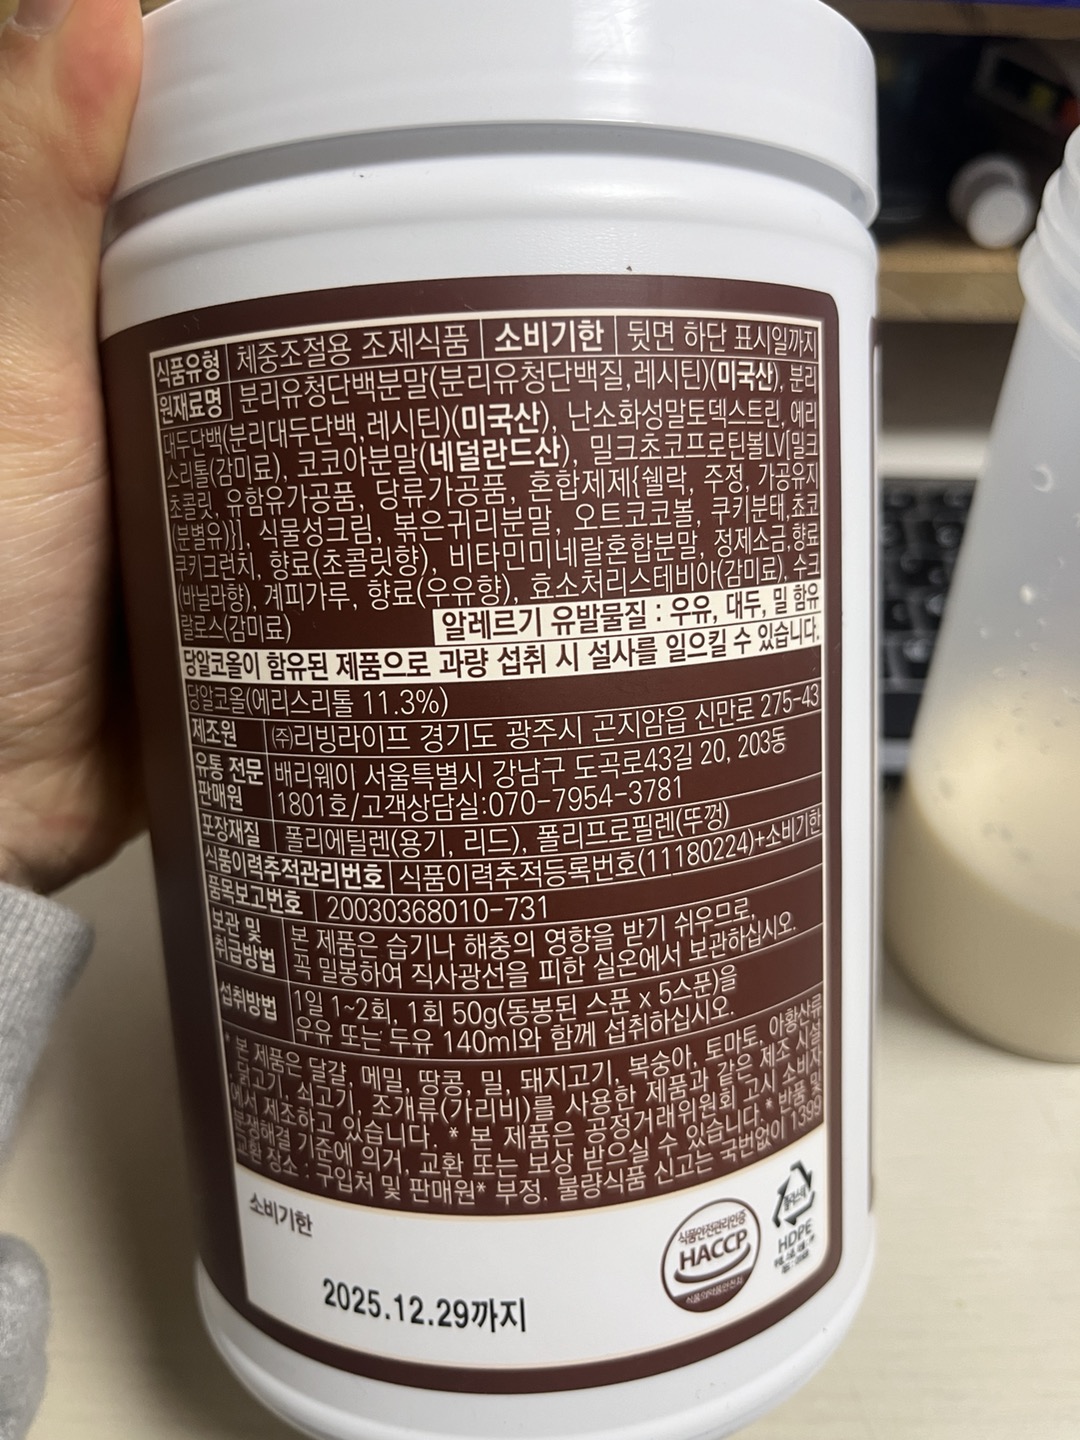 식품유형 체중조절용 조제식품 소비기한 뒷면 하단 표시일까지
원재료명 분리유청단백분말(분리유청단백질,레시틴)(미국산), 분리
대두단백(분리대두단백,레시틴)(미국산), 난소화성말토덱스트린, 에리
스리톨(감미료), 코코아분말(네덜란드산), 밀크초코프로틴볼LV[밀크
초콜릿, 유함유가공품, 당류가공품, 혼합제제{쉘락, 주정, 가공유지
(분별유)}], 식물성크림, 볶은귀리분말, 오트코코볼, 쿠키분태,초코
쿠키크런치, 향료(초콜릿향), 비타민미네랄혼합분말, 정제소금,향료
(바닐라향), 계피가루, 향료(우유향), 효소처리스테비아(감미료), 수크
랄로스(감미료)
알레르기 유발물질 : 우유, 대두, 밀 함유
당알코올이 함유된 제품으로 과량 섭취 시 설사를 일으킬 수 있습니다.
당알코올(에리스리톨 11.3%)
제조원 ㈜리빙라이프 경기도 광주시 곤지암읍 신만로 275-43
유통 전문 판매원 배리웨이 서울특별시 강남구 도곡로43길 20, 203동
1801호/고객상담실:070-7954-3781
포장재질 폴리에틸렌(용기, 리드), 폴리프로필렌(뚜껑)
식품이력추적관리번호 식품이력추적등록번호(11180224)+소비기한
품목보고번호 20030368010-731
보관 및 취급방법 본 제품은 습기나 해충의 영향을 받기 쉬우므로,
꼭 밀봉하여 직사광선을 피한 실온에서 보관하십시오.
섭취방법 1일 1~2회, 1회 50g(동봉된 스푼 x 5스푼)을
우유 또는 두유 140ml와 함께 섭취하십시오.
* 본 제품은 달걀, 메밀, 땅콩, 밀, 돼지고기, 복숭아, 토마토, 아황산류
닭고기, 쇠고기, 조개류(가리비)를 사용한 제품과 같은 제조 시설
에서 제조하고 있습니다. * 본 제품은 공정거래위원회 고시 소비자
분쟁해결 기준에 의거, 교환 또는 보상 받으실 수 있습니다. * 반품 및
교환 장소 : 구입처 및 판매원* 부정. 불량식품 신고는 국번없이 1399
소비기한
2025.12.29까지
식품안전관리인증
HACCP
식품의약품안전처
플라스틱
HDPE